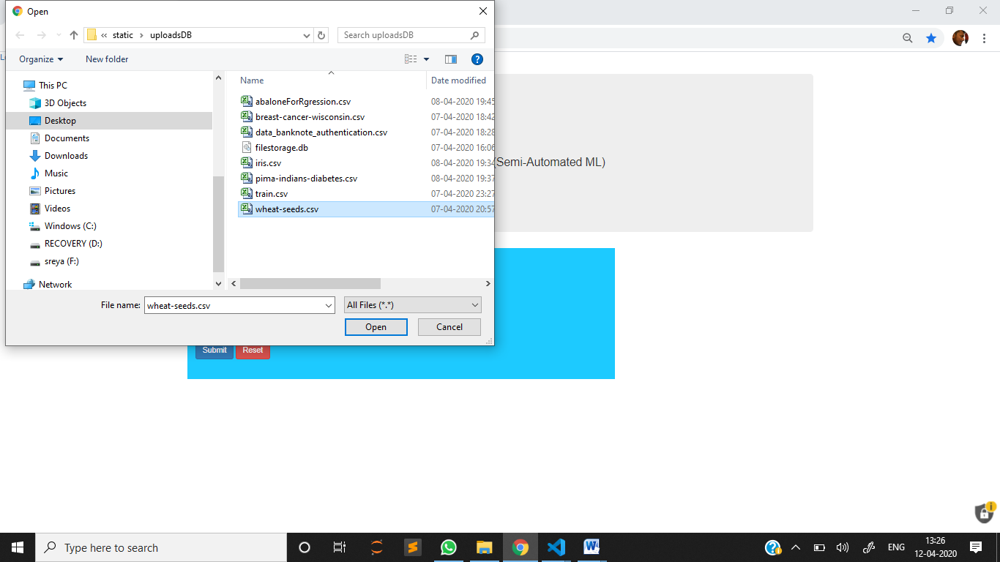 Open
static › uploadsDB
Search uploadsDB
Organize
New folder
This PC
3D Objects
Desktop
Documents
Downloads
Music
Pictures
Videos
Windows (C:)
RECOVERY (D:)
sreya (F:)
Network
Name Date modified
abaloneForRgression.csv 08-04-2020 19:45
breast-cancer-wisconsin.csv 07-04-2020 18:42
data_banknote_authentication.csv 07-04-2020 18:28
filestorage.db 07-04-2020 16:06
iris.csv 08-04-2020 19:34
pima-indians-diabetes.csv 08-04-2020 19:37
train.csv 07-04-2020 23:27
wheat-seeds.csv 07-04-2020 20:57
File name: wheat-seeds.csv
All Files (*.*)
Open
Cancel
(Semi-Automated ML)
Submit
Reset
Type here to search
ENG
13:26
12-04-2020